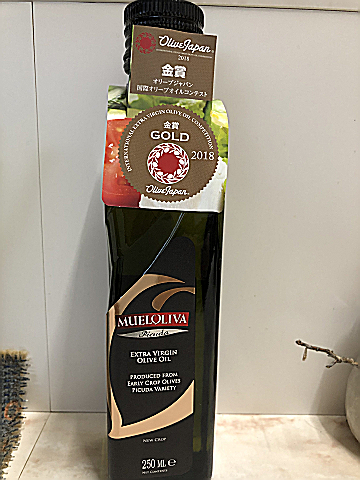 OliveJapan
2018
金賞
オリーブジャパン
国際オリーブオイルコンテスト
INTERNATIONAL EXTRA VIRGIN OLIVE OIL COMPETITION
金賞
GOLD
2018
OliveJapan
MUELOLIVA
Picuda
EXTRA VIRGIN
OLIVE OIL
PRODUCED FROM
EARLY CROP OLIVES
PICUDA VARIETY
NEW CROP
250 ML e
NET CONTENTS